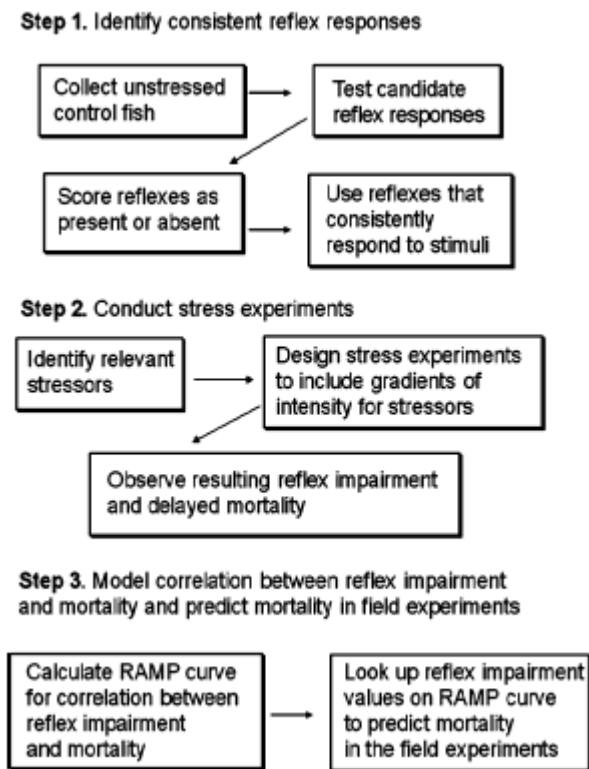 Step 1. Identify consistent reflex responses
Collect unstressed
control fish
Test candidate
reflex responses
Score reflexes as
present or absent
Use reflexes that
consistently
respond to stimuli
Step 2. Conduct stress experiments
Identify relevant
stressors
Design stress experiments
to include gradients of
intensity for stressors
Observe resulting reflex impairment
and delayed mortality
Step 3. Model correlation between reflex impairment
and mortality and predict mortality in field experiments
Calculate RAMP curve
for correlation between
reflex impairment
and mortality
Look up reflex impairment
values on RAMP curve
to predict mortality
in the field experiments